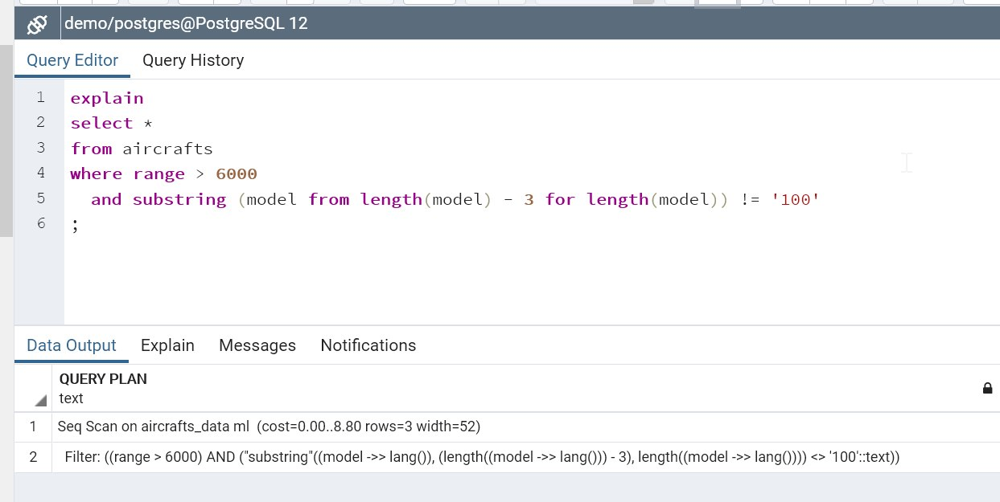 demo/postgres@PostgreSQL 12
Query Editor Query History
1 explain
2 select *
3 from aircrafts
4 where range > 6000
5 and substring (model from length(model) - 3 for length(model)) != '100'
6 ;
Data Output Explain Messages Notifications
QUERY PLAN
text
1 Seq Scan on aircrafts_data ml (cost=0.00..8.80 rows=3 width=52)
2 Filter: ((range > 6000) AND ("substring"((model ->> lang()), (length((model ->> lang())) - 3), length((model ->> lang()))) <> '100'::text))